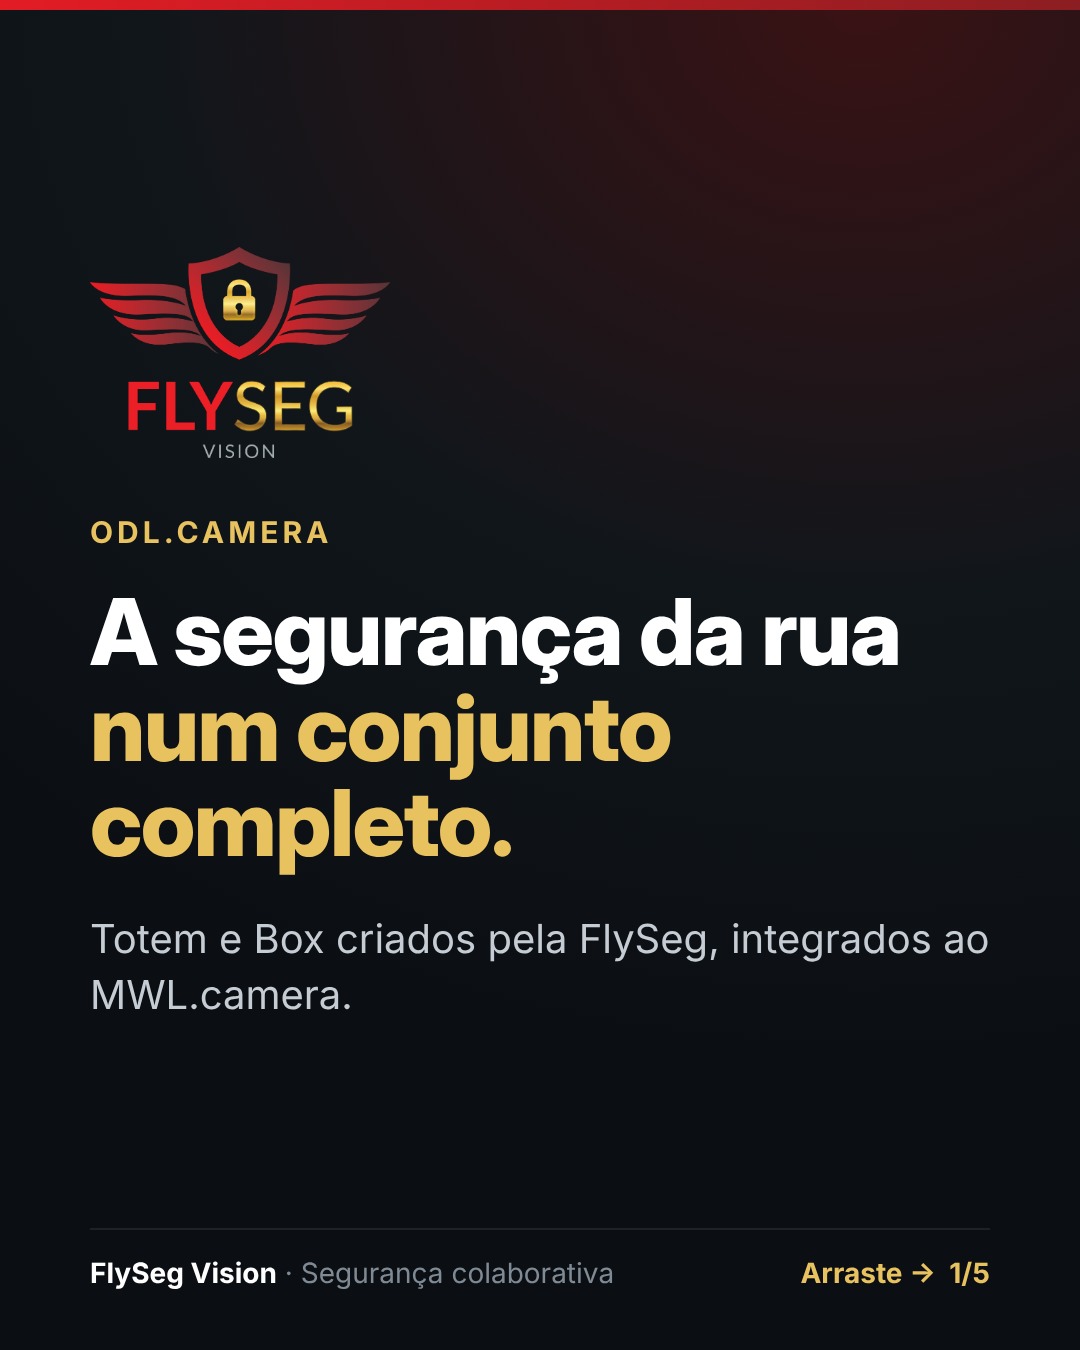 FLYSEG
VISION
ODL.CAMERA
A segurança da rua
num conjunto
completo.
Totem e Box criados pela FlySeg, integrados ao
MWL.camera.
FlySeg Vision · Segurança colaborativa
Arraste → 1/5